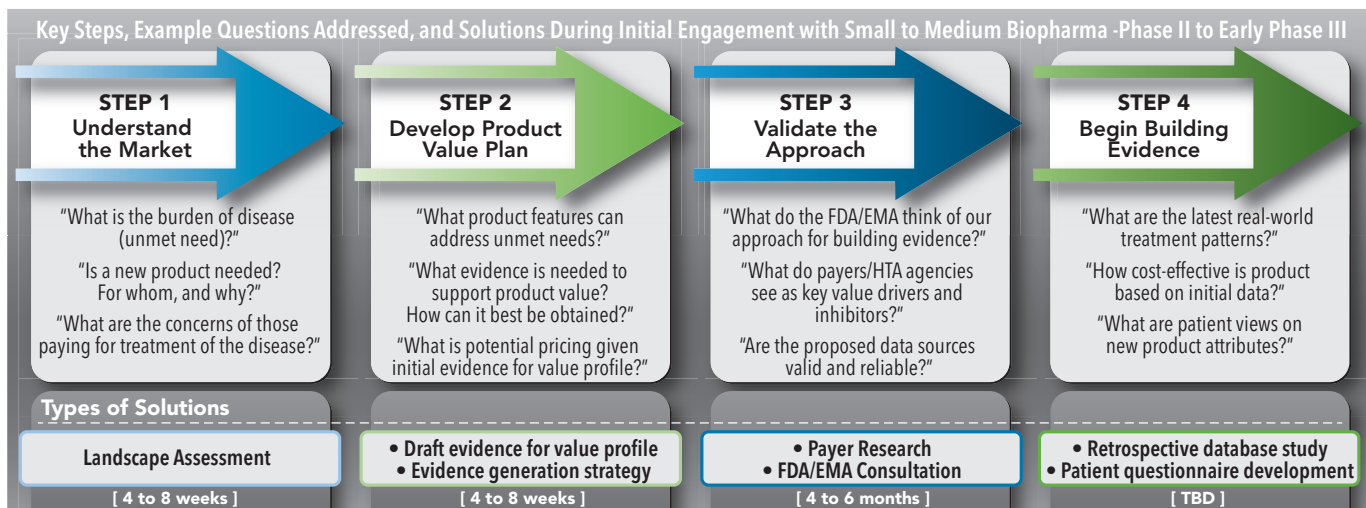 Key Steps, Example Questions Addressed, and Solutions During Initial Engagement with Small to Medium Biopharma -Phase II to Early Phase III
STEP 1
Understand
the Market
"What is the burden of disease
(unmet need)?"
"Is a new product needed?
For whom, and why?"
"What are the concerns of those
paying for treatment of the disease?"
STEP 2
Develop Product
Value Plan
"What product features can
address unmet needs?"
"What evidence is needed to
support product value?
How can it best be obtained?"
"What is potential pricing given
initial evidence for value profile?"
STEP 3
Validate the
Approach
"What do the FDA/EMA think of our
approach for building evidence?"
"What do payers/HTA agencies
see as key value drivers and
inhibitors?"
"Are the proposed data sources
valid and reliable?"
STEP 4
Begin Building
Evidence
"What are the latest real-world
treatment patterns?"
"How cost-effective is product
based on initial data?"
"What are patient views on
new product attributes?"
Types of Solutions
Landscape Assessment
[ 4 to 8 weeks ]
• Draft evidence for value profile
• Evidence generation strategy
[ 4 to 8 weeks ]
• Payer Research
• FDA/EMA Consultation
[ 4 to 6 months ]
• Retrospective database study
• Patient questionnaire development
[ TBD ]